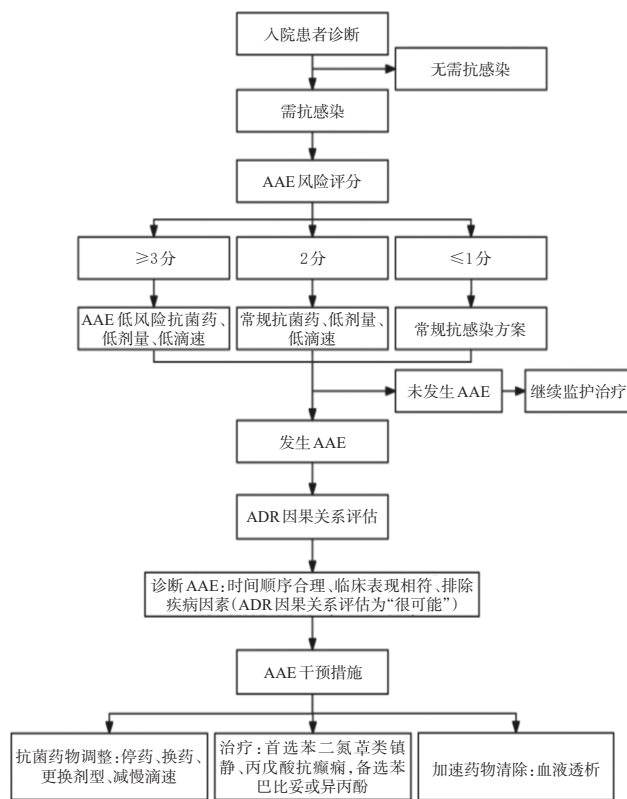 入院患者诊断
无需抗感染
需抗感染
AAE风险评分
≥3分
2分
≤1分
AAE低风险抗菌药、
低剂量、低滴速
常规抗菌药、低剂量、
低滴速
常规抗感染方案
未发生AAE
继续监护治疗
发生AAE
ADR因果关系评估
诊断AAE：时间顺序合理、临床表现相符、排除
疾病因素(ADR因果关系评估为“很可能”)
AAE干预措施
抗菌药物调整：停药、换药、
更换剂型、减慢滴速
治疗：首选苯二氮䓬类镇
静、丙戊酸抗癫痫，备选苯
巴比妥或异丙酚
加速药物清除：血液透析